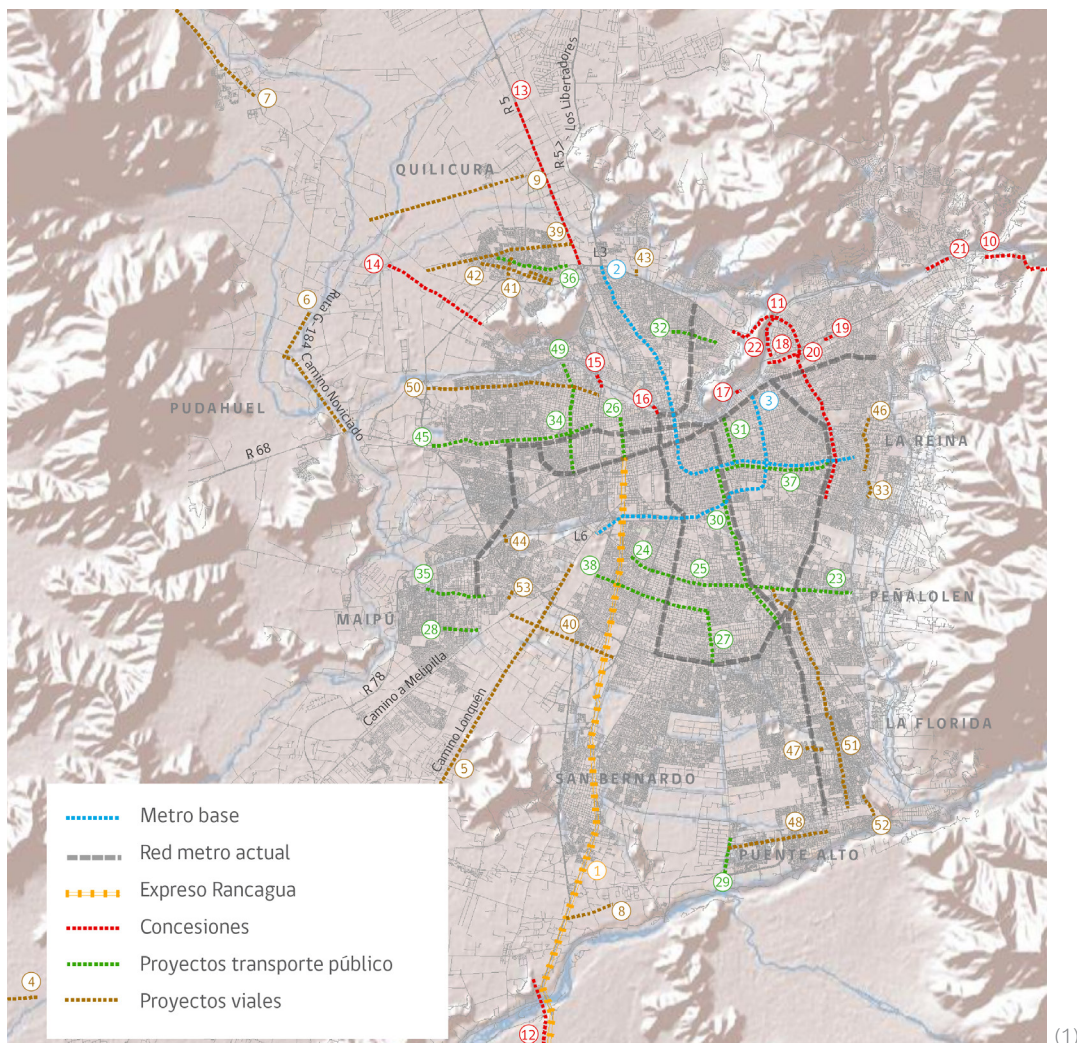 13
7
R 5
R 5> - Los Libertadores
QUILICURA
9
39
L3
43
21
10
14
42
41
36
2
6
Ruta G- 184 Camino Noviciado
11
32
22
18
20
19
49
15
50
PUDAHUEL
16
17
3
26
34
45
31
46
LA REINA
R 68
37
33
30
L6
44
24
25
38
35
53
23
PEÑALOLEN
MAIPÚ
28
40
27
R 78
Camino a Melipilla
Camino Lonquén
LA FLORIDA
47
51
5
SAN BERNARDO
48
52
PUENTE ALTO
1
29
8
4
12
Metro base
Red metro actual
Expreso Rancagua
Concesiones
Proyectos transporte público
Proyectos viales
(1)